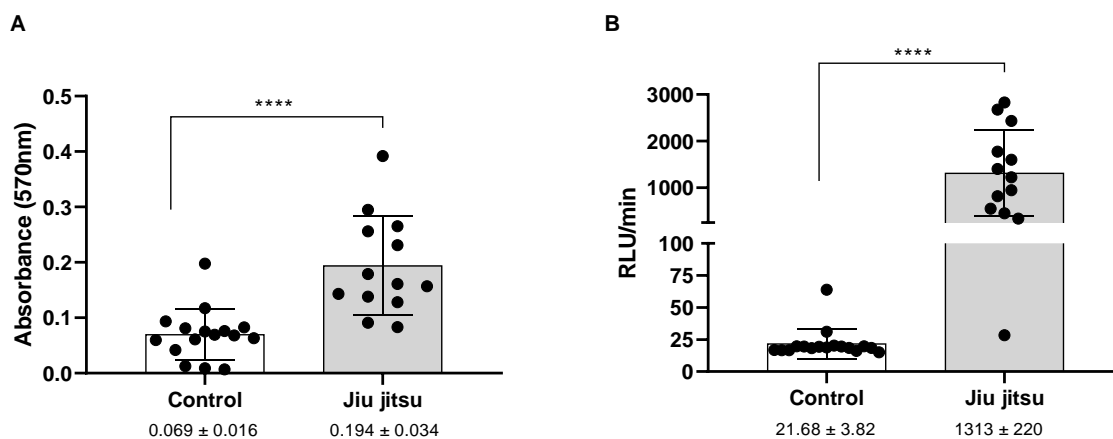 A
B
****
****
Absorbance (570nm)
0.5
0.4
0.3
0.2
0.1
0.0
Control
Jiu jitsu
0.069 ± 0.016
0.194 ± 0.034
RLU/min
3000
2000
1000
100
75
50
25
0
Control
Jiu jitsu
21.68 ± 3.82
1313 ± 220